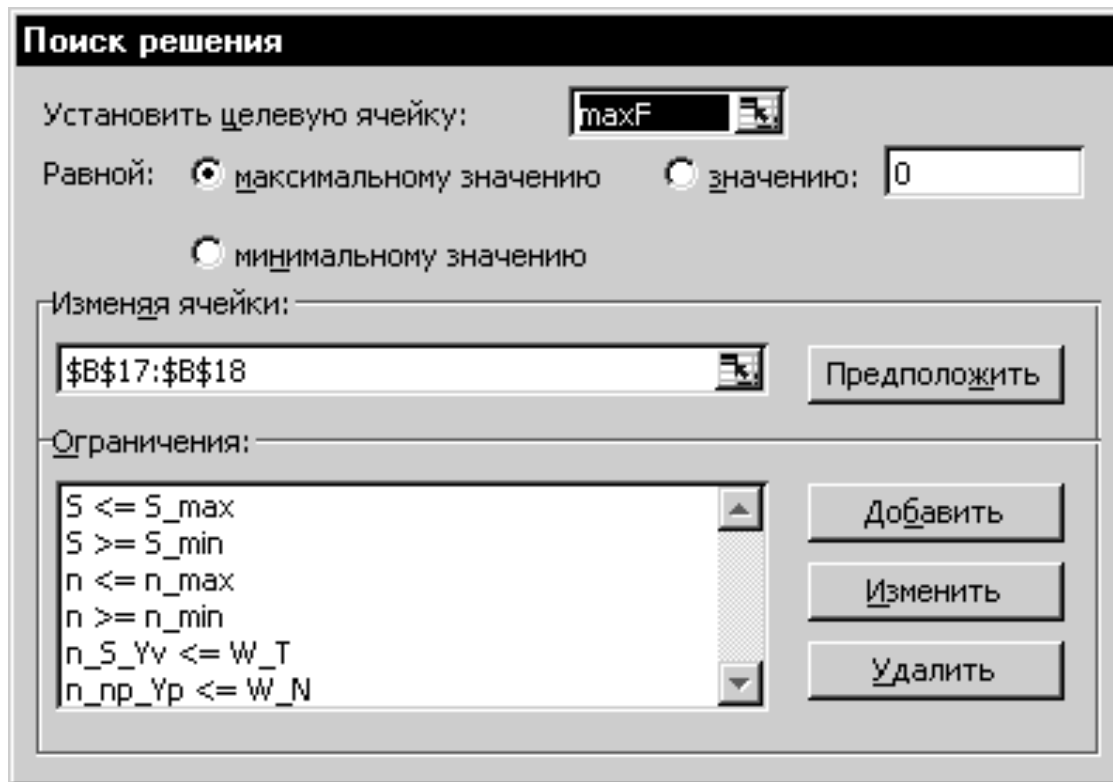 Поиск решения
Установить целевую ячейку: maxF
Равной: максимальному значению значению: 0
минимальному значению
Изменяя ячейки:
$B$17:$B$18 Предположить
Ограничения:
S <= S_max Добавить
S >= S_min
n <= n_max
n >= n_min Изменить
n_S_Yv <= W_T
n_np_Yp <= W_N Удалить